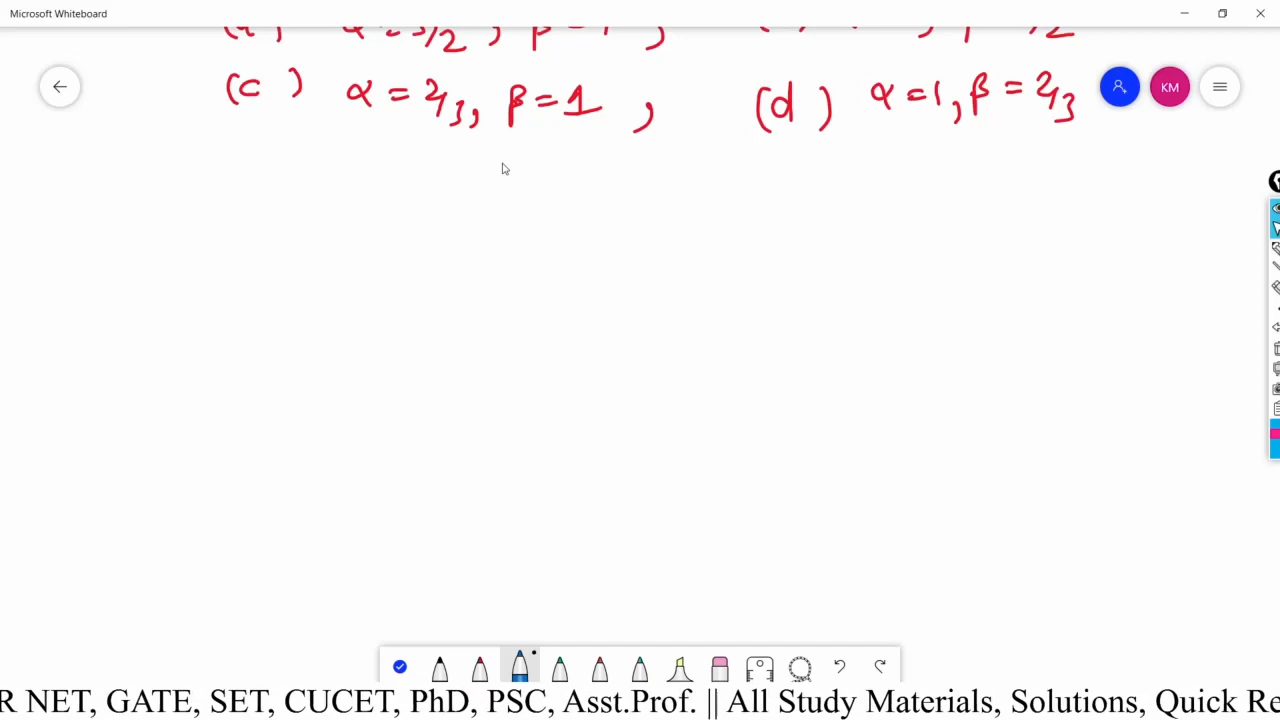 Microsoft Whiteboard
(c) α = 2/3, β = 1, (d) α = 1, β = 2/3
KM
R NET, GATE, SET, CUCET, PhD, PSC, Asst.Prof. || All Study Materials, Solutions, Quick Re